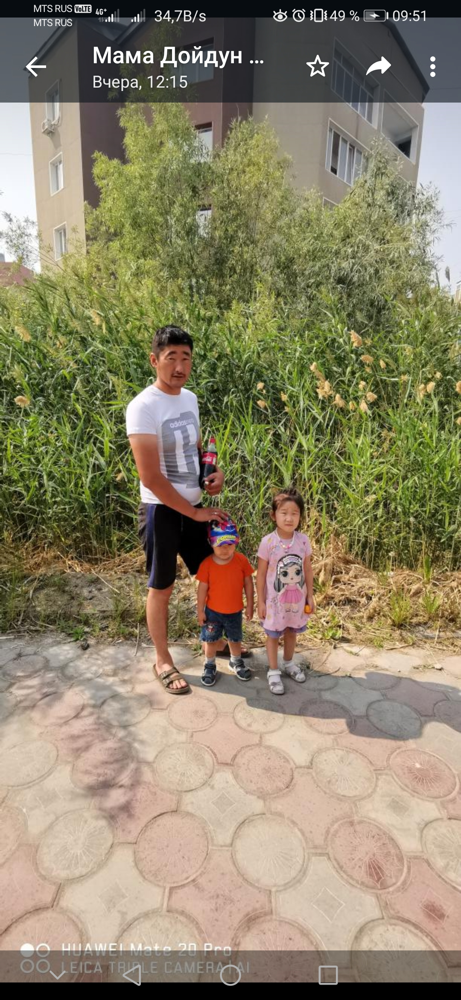 MTS RUS VoLTE 4G+ 34,7B/s 49 % 09:51
MTS RUS
Мама Дойдун ...
Вчера, 12:15
adidas neo
HUAWEI Mate 20 Pro
LEICA TRIPLE CAMERA | AI